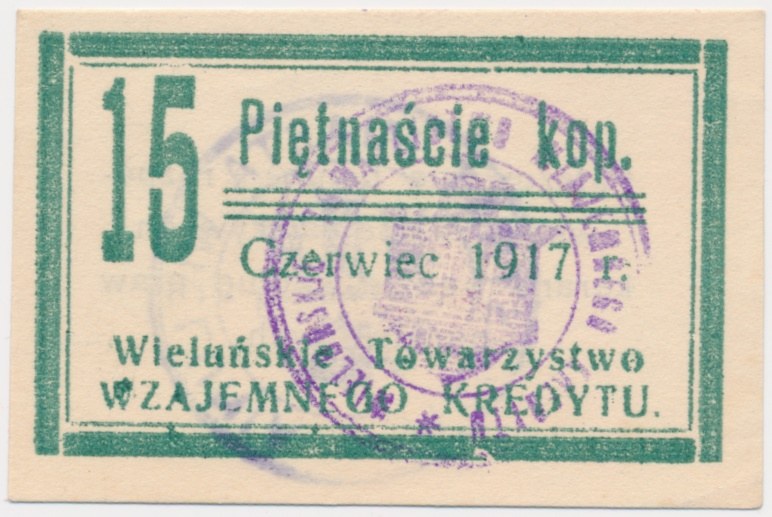 15 Piętnaście kop.
Czerwiec 1917 r.
Wieluńskie Towarzystwo
WZAJEMNEGO KREDYTU.